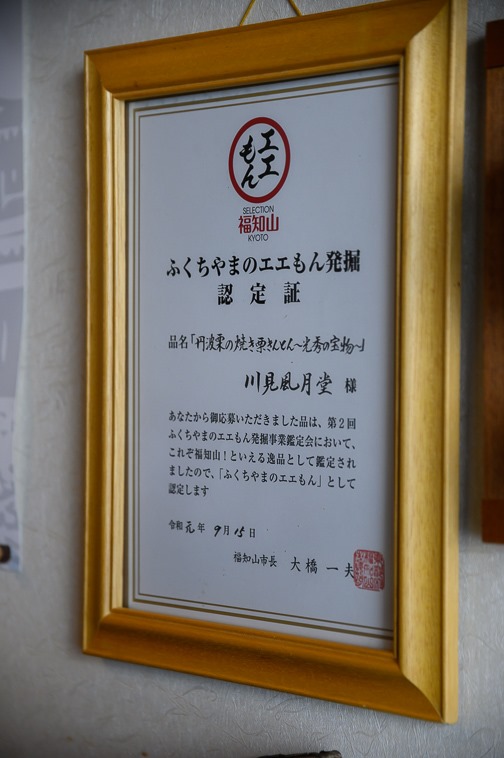 エエ
もん
SELECTION
福知山
KYOTO
ふくちやまのエエもん発掘
認定証
品名「丹波栗の焼き栗きんとん～光秀の宝物～」
川見風月堂 様
あなたから御応募いただきました品は、第２回
ふくちやまのエエもん発掘事業鑑定会において、
これぞ福知山！といえる逸品として鑑定され
ましたので、「ふくちやまのエエもん」として
認定します
令和元年 9月15日
福知山市長 大橋一夫